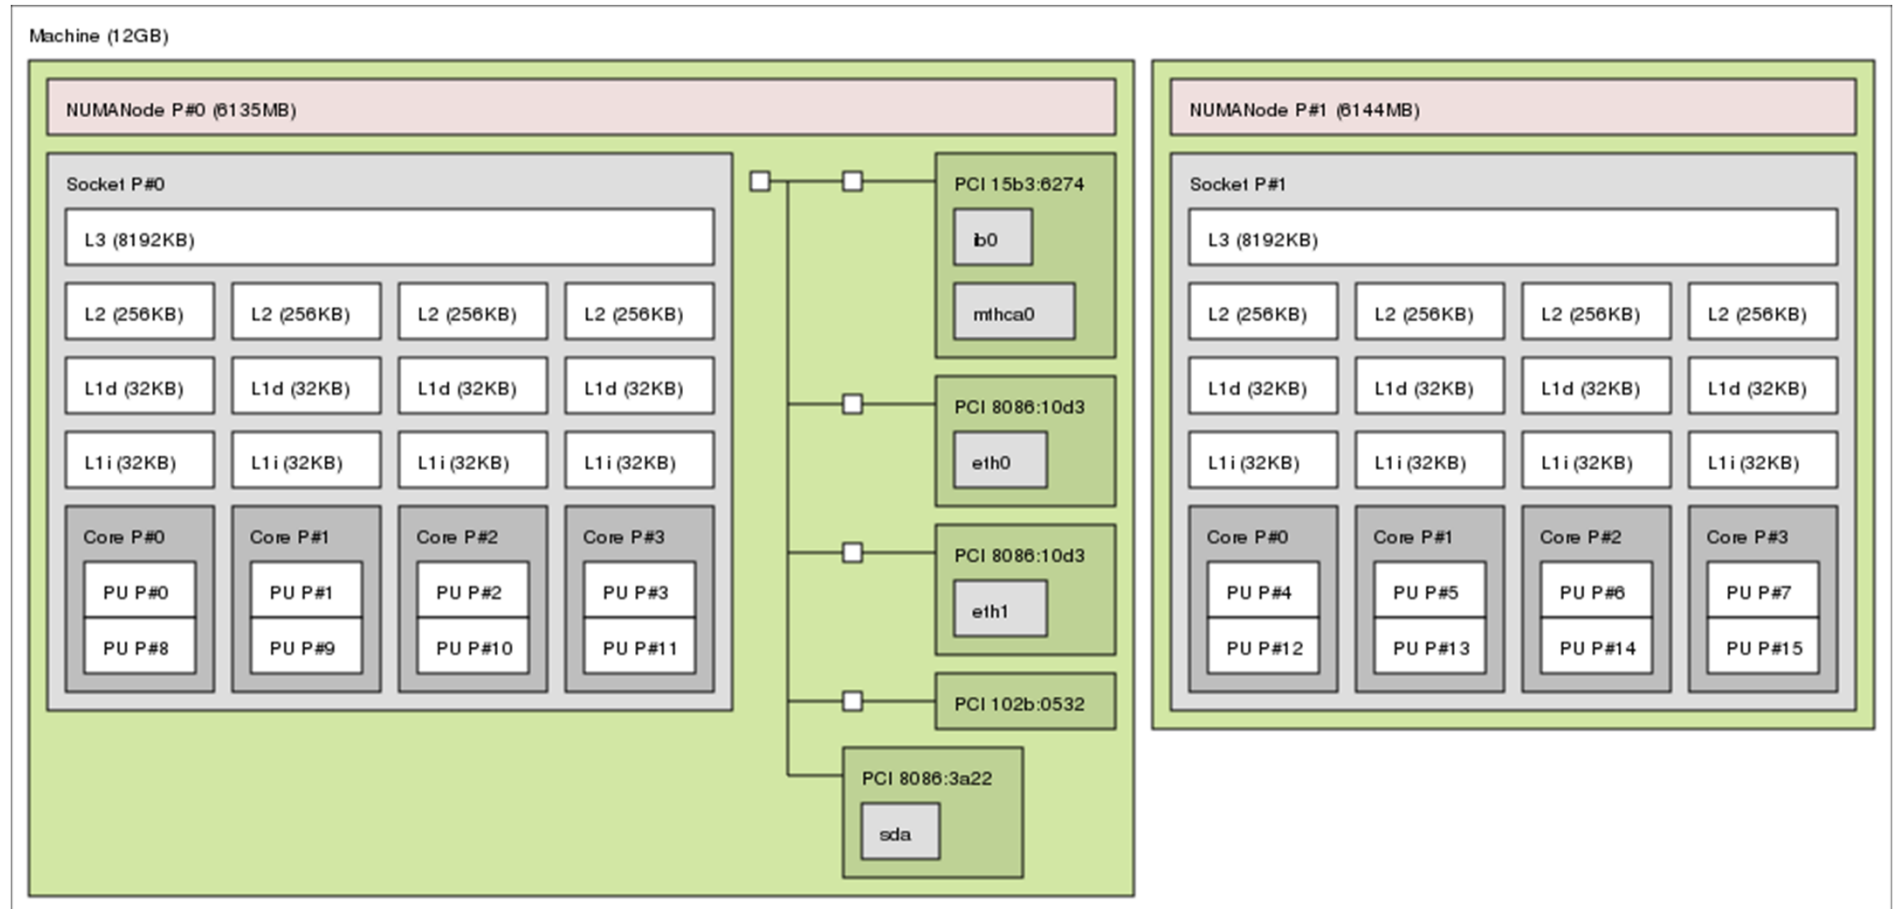 Machine (12GB)
NUMANode P#0 (6135MB)
Socket P#0
L3 (8192KB)
L2 (256KB) L2 (256KB) L2 (256KB) L2 (256KB)
L1d (32KB) L1d (32KB) L1d (32KB) L1d (32KB)
L1i (32KB) L1i (32KB) L1i (32KB) L1i (32KB)
Core P#0 Core P#1 Core P#2 Core P#3
PU P#0 PU P#1 PU P#2 PU P#3
PU P#8 PU P#9 PU P#10 PU P#11
PCI 15b3:6274
ib0
mthca0
PCI 8086:10d3
eth0
PCI 8086:10d3
eth1
PCI 102b:0532
PCI 8086:3a22
sda
NUMANode P#1 (6144MB)
Socket P#1
L3 (8192KB)
L2 (256KB) L2 (256KB) L2 (256KB) L2 (256KB)
L1d (32KB) L1d (32KB) L1d (32KB) L1d (32KB)
L1i (32KB) L1i (32KB) L1i (32KB) L1i (32KB)
Core P#0 Core P#1 Core P#2 Core P#3
PU P#4 PU P#5 PU P#6 PU P#7
PU P#12 PU P#13 PU P#14 PU P#15